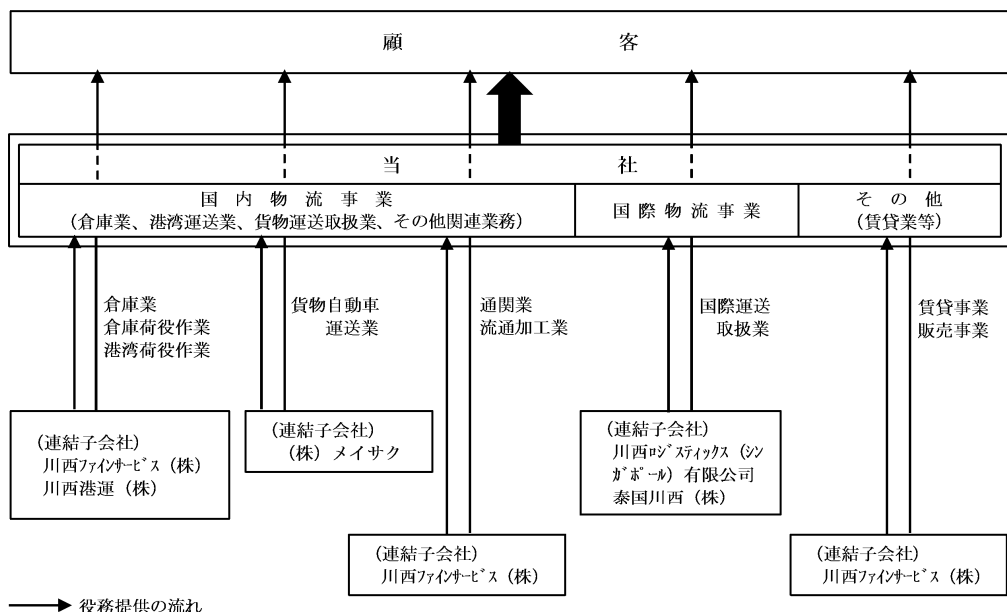 顧客
当社
国内物流事業
(倉庫業、港湾運送業、貨物運送取扱業、その他関連業務)
国際物流事業
その他
(賃貸業等)
倉庫業
倉庫荷役作業
港湾荷役作業
貨物自動車
運送業
通関業
流通加工業
国際運送
取扱業
賃貸事業
販売事業
(連結子会社)
川西ﾌｧｲﾝｻｰﾋﾞｽ(株)
川西港運(株)
(連結子会社)
(株)メイサク
(連結子会社)
川西ﾛｼﾞｽﾃｨｯｸｽ(ｼﾝ
ｶﾞﾎﾟｰﾙ)有限公司
泰国川西(株)
(連結子会社)
川西ﾌｧｲﾝｻｰﾋﾞｽ(株)
(連結子会社)
川西ﾌｧｲﾝｻｰﾋﾞｽ(株)
役務提供の流れ